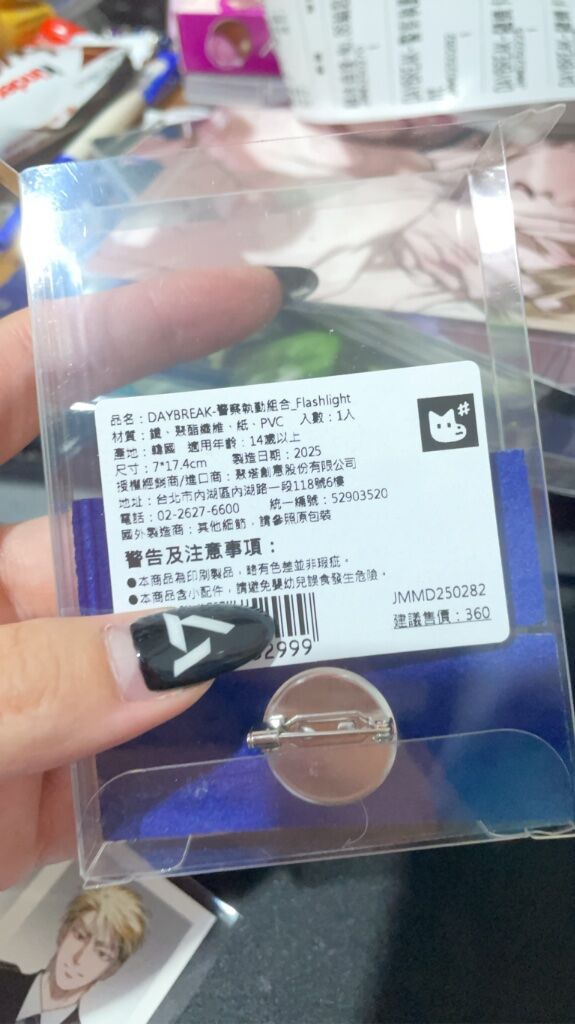 品名：DAYBREAK-警察執勤組合_Flashlight
材質：鐵、聚酯纖維、紙、PVC 入數：1入
產地：韓國 適用年齡：14歲以上
尺寸：7*17.4cm 製造日期：2025
授權經銷商/進口商：聚塔創意股份有限公司
地址：台北市內湖區內湖路一段118號6樓
電話：02-2627-6600 統一編號：52903520
國外製造商：其他細節，請參照原包裝
警告及注意事項：
●本商品為印刷製品，稍有色差並非瑕疵。
●本商品含小配件，請避免嬰幼兒誤食發生危險。
JMMD250282
建議售價：360
2999